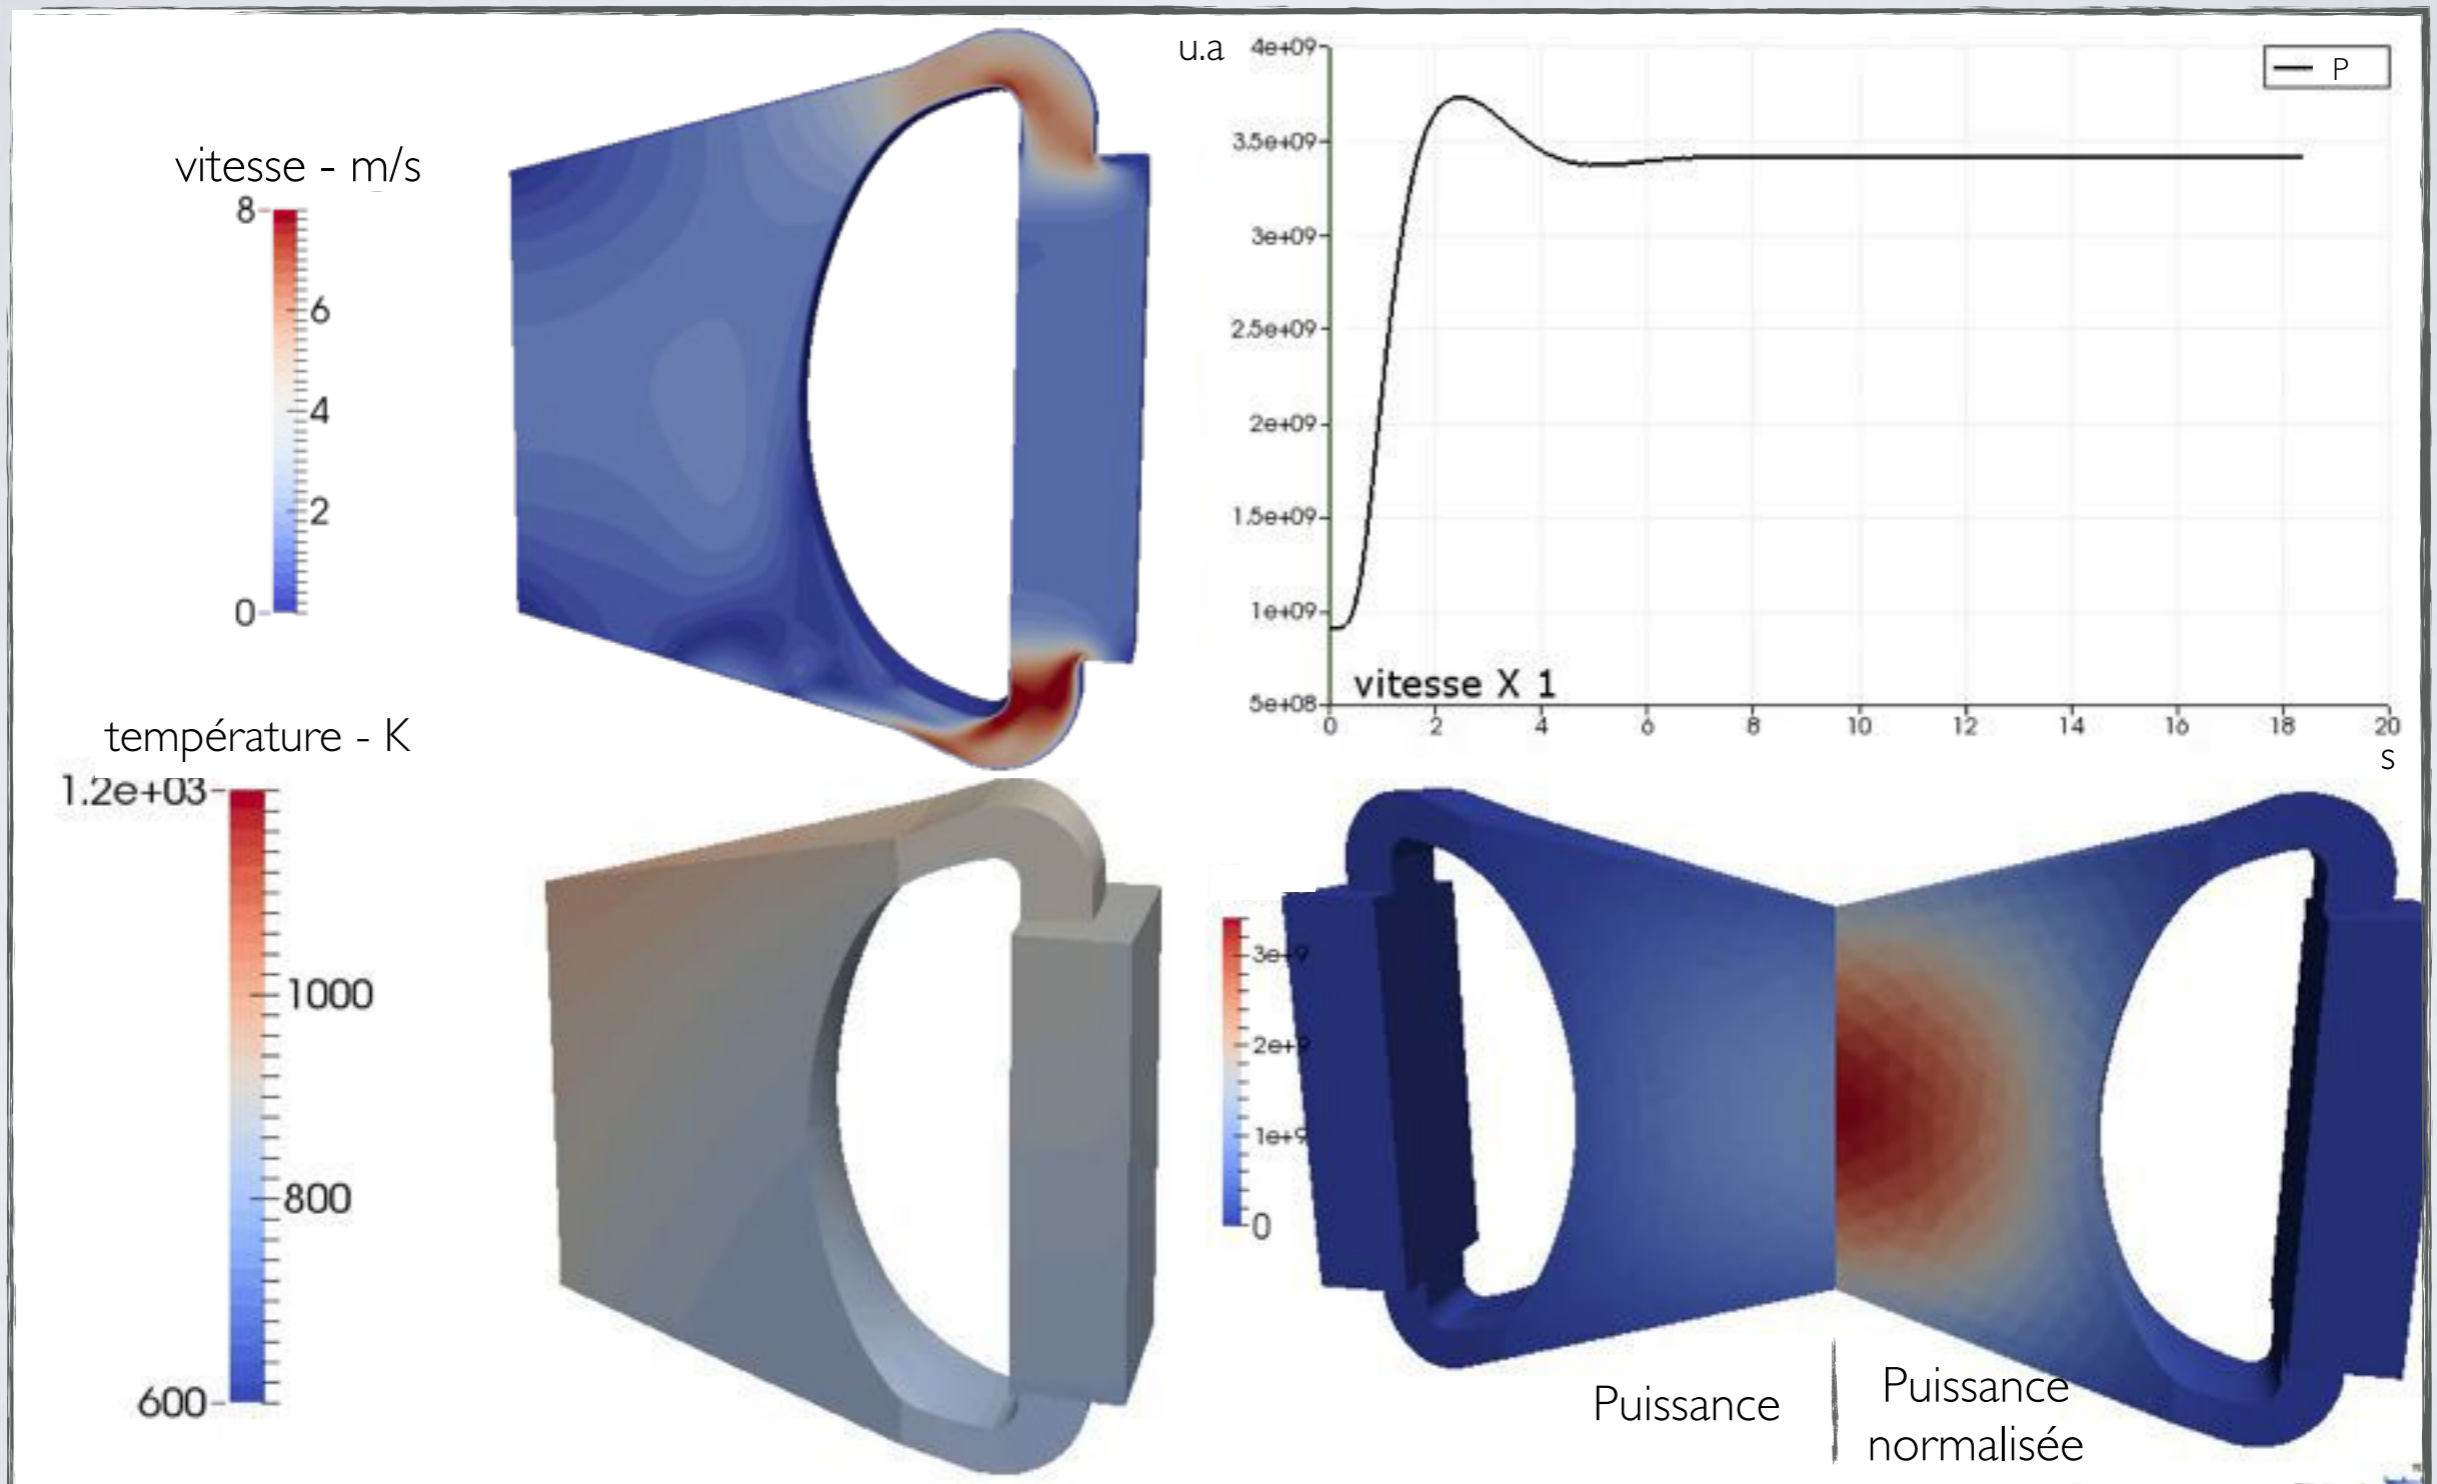 vitesse - m/s
8
6
4
2
0
u.a
4e+09
3.5e+09
3e+09
2.5e+09
2e+09
1.5e+09
1e+09
5e+08
P
vitesse X 1
0 2 4 6 8 10 12 14 16 18 20
s
température - K
1.2e+03
1000
800
600
3e+9
2e+9
1e+9
0
Puissance
Puissance
normalisée